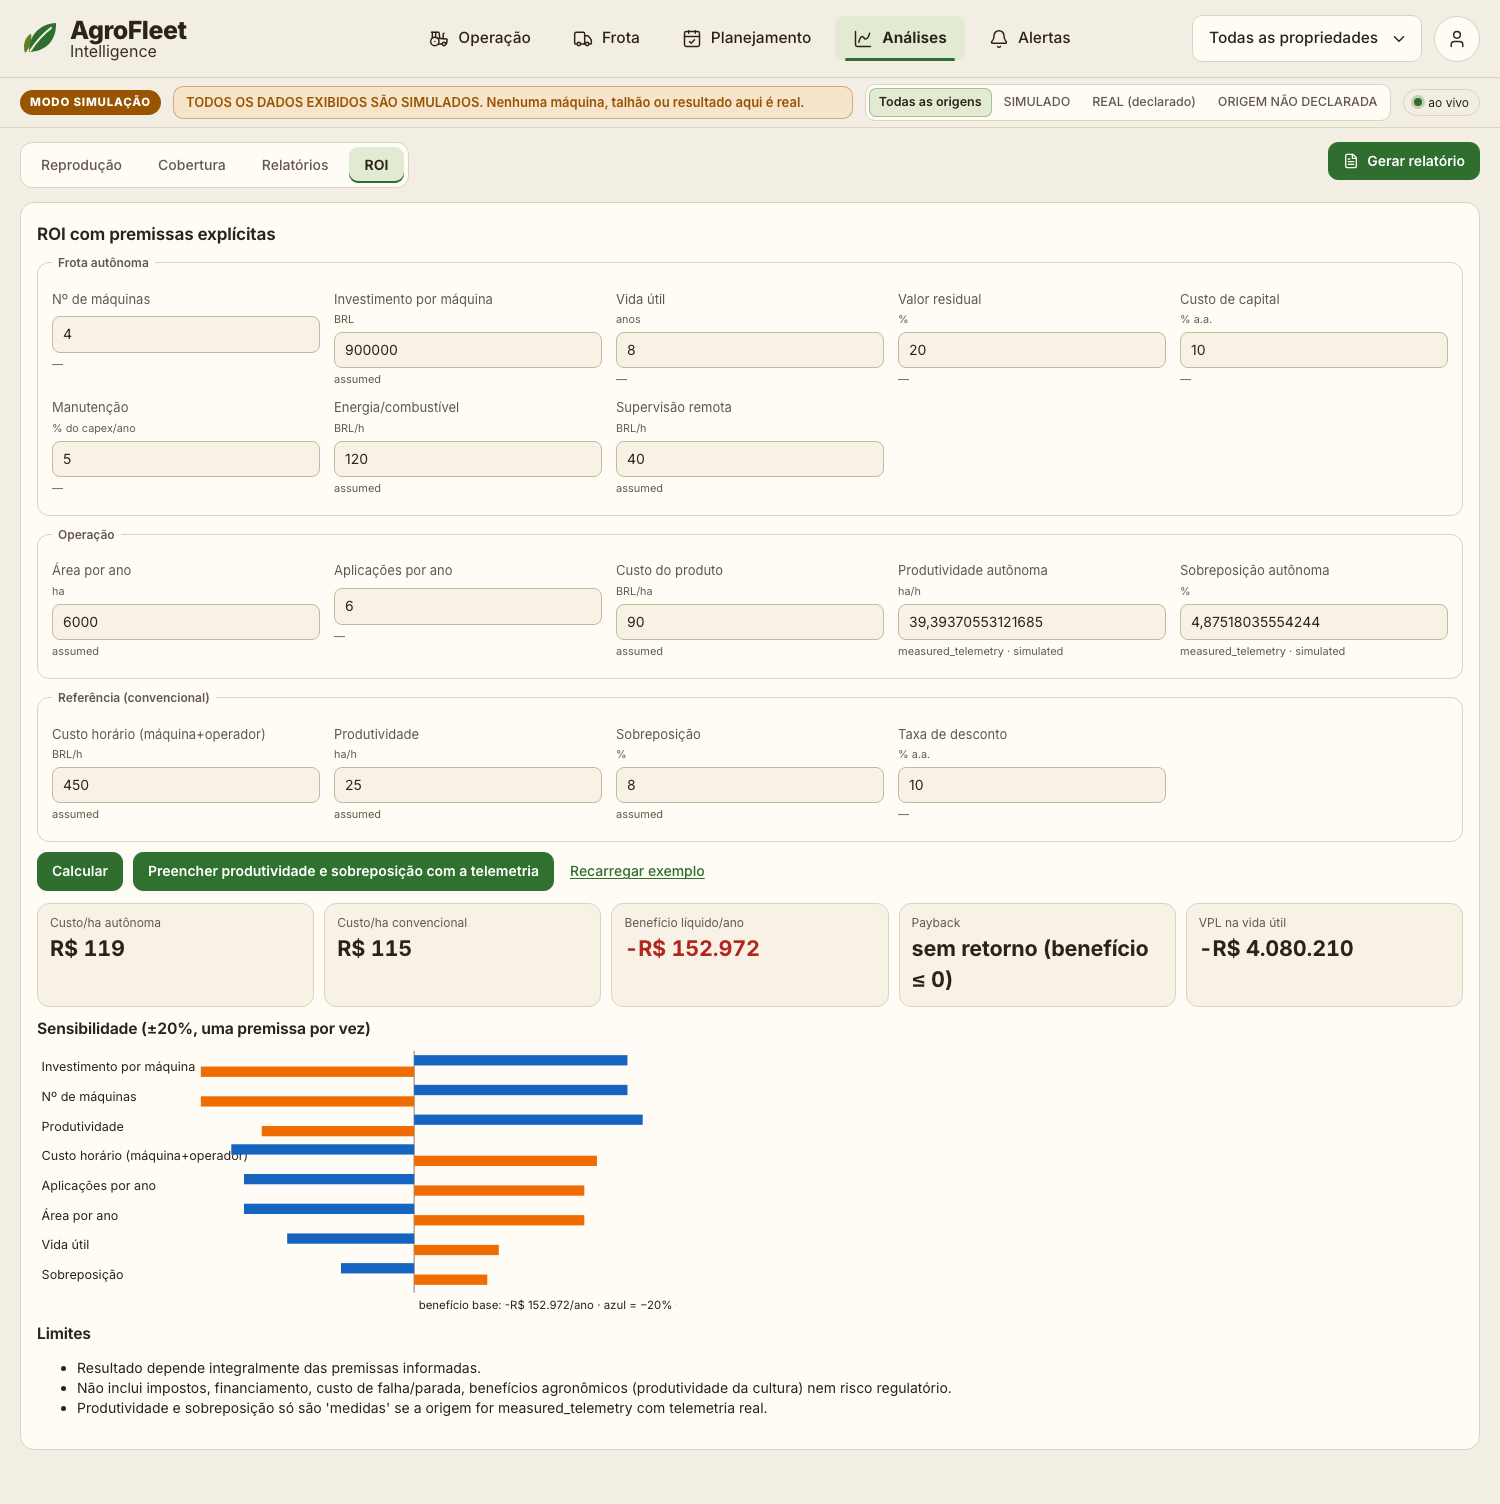 AgroFleet
Intelligence
Operação
Frota
Planejamento
Análises
Alertas
Todas as propriedades
MODO SIMULAÇÃO
TODOS OS DADOS EXIBIDOS SÃO SIMULADOS. Nenhuma máquina, talhão ou resultado aqui é real.
Todas as origens
SIMULADO
REAL (declarado)
ORIGEM NÃO DECLARADA
ao vivo
Reprodução
Cobertura
Relatórios
ROI
Gerar relatório
ROI com premissas explícitas
Frota autônoma
Nº de máquinas
4
—
Investimento por máquina
BRL
900000
assumed
Vida útil
anos
8
—
Valor residual
%
20
—
Custo de capital
% a.a.
10
—
Manutenção
% do capex/ano
5
—
Energia/combustível
BRL/h
120
assumed
Supervisão remota
BRL/h
40
assumed
Operação
Área por ano
ha
6000
assumed
Aplicações por ano
6
—
Custo do produto
BRL/ha
90
assumed
Produtividade autônoma
ha/h
39,39370553121685
measured_telemetry · simulated
Sobreposição autônoma
%
4,87518035554244
measured_telemetry · simulated
Referência (convencional)
Custo horário (máquina+operador)
BRL/h
450
assumed
Produtividade
ha/h
25
assumed
Sobreposição
%
8
assumed
Taxa de desconto
% a.a.
10
—
Calcular
Preencher produtividade e sobreposição com a telemetria
Recarregar exemplo
Custo/ha autônoma
R$ 119
Custo/ha convencional
R$ 115
Benefício líquido/ano
-R$ 152.972
Payback
sem retorno (benefício
≤ 0)
VPL na vida útil
-R$ 4.080.210
Sensibilidade (±20%, uma premissa por vez)
Investimento por máquina
Nº de máquinas
Produtividade
Custo horário (máquina+operador)
Aplicações por ano
Área por ano
Vida útil
Sobreposição
benefício base: -R$ 152.972/ano · azul = −20%
Limites
• Resultado depende integralmente das premissas informadas.
• Não inclui impostos, financiamento, custo de falha/parada, benefícios agronômicos (produtividade da cultura) nem risco regulatório.
• Produtividade e sobreposição só são 'medidas' se a origem for measured_telemetry com telemetria real.